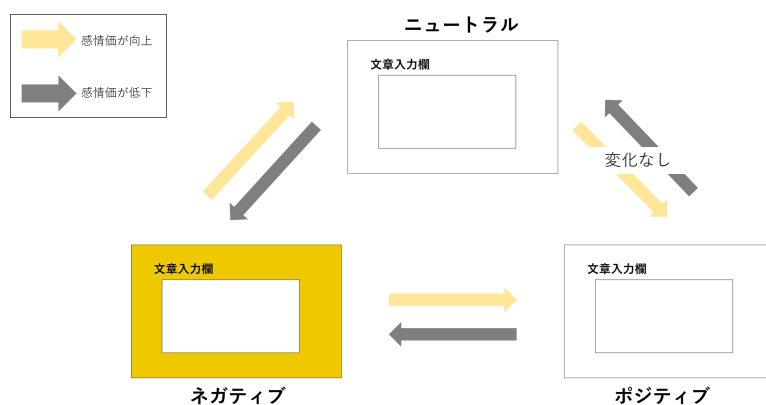 ニュートラル
感情価が向上
文章入力欄
感情価が低下
変化なし
文章入力欄
文章入力欄
ネガティブ
ポジティブ